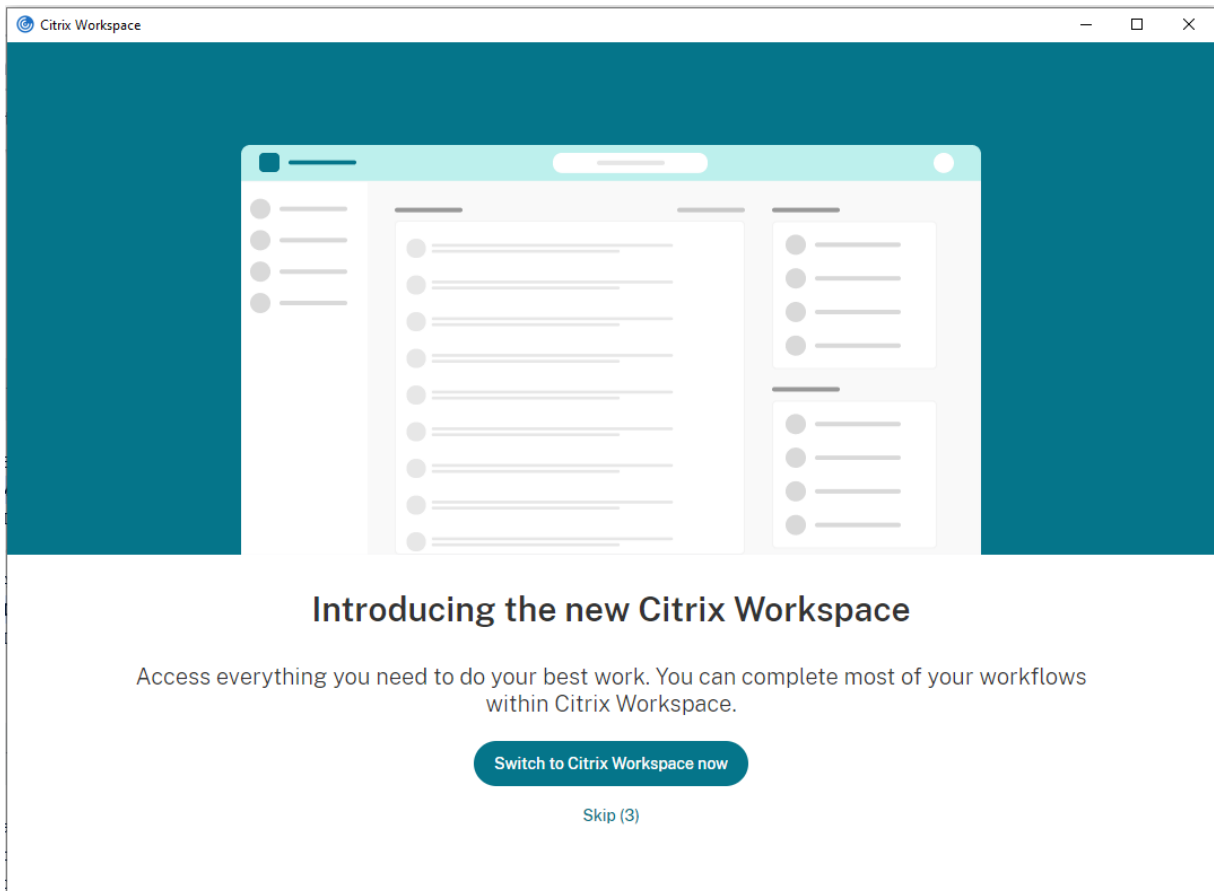 Citrix Workspace
Introducing the new Citrix Workspace
Access everything you need to do your best work. You can complete most of your workflows
within Citrix Workspace.
Switch to Citrix Workspace now
Skip (3)